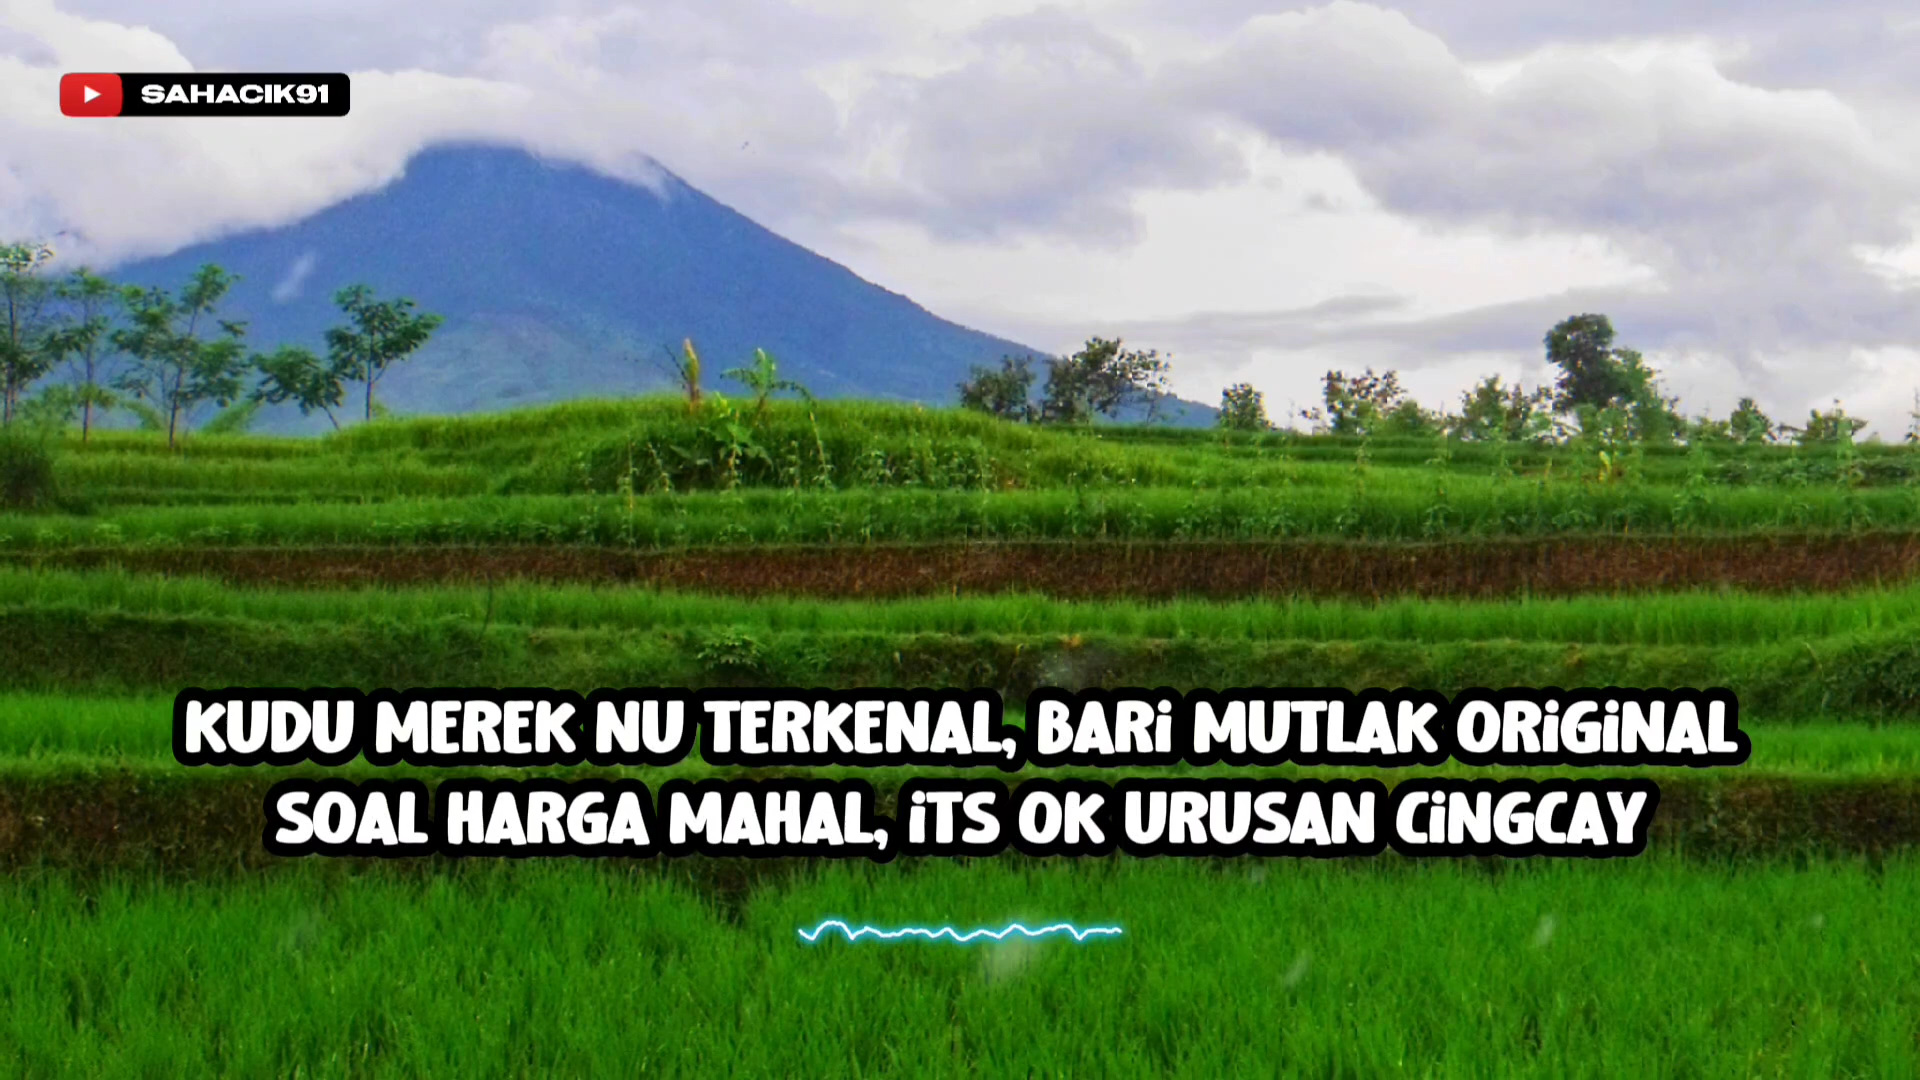 SAHACIK91
KUDU MEREK NU TERKENAL, BARi MUTLAK ORiGiNAL
SOAL HARGA MAHAL, iTS OK URUSAN CiNGCAY